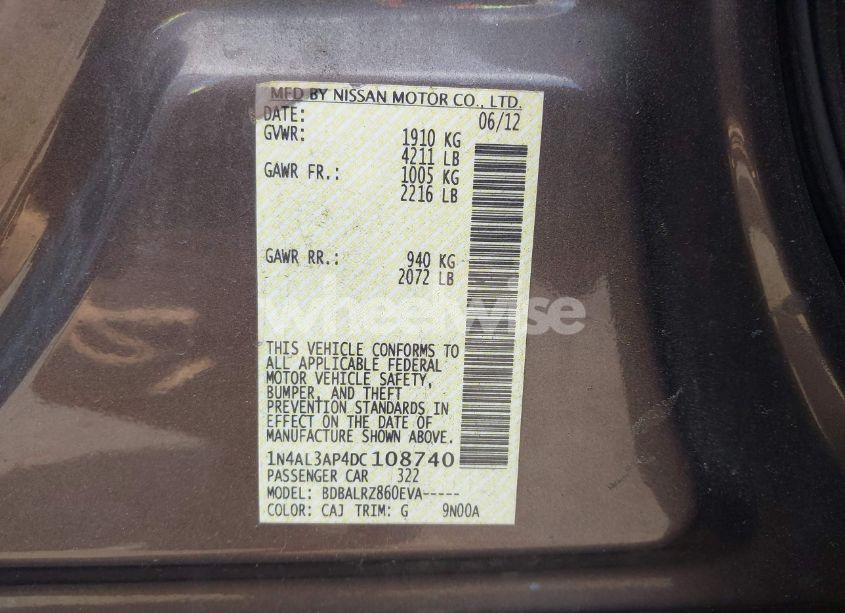 MFD BY NISSAN MOTOR CO., LTD.
DATE: 06/12
GVWR: 1910 KG
4211 LB
GAWR FR.: 1005 KG
2216 LB
GAWR RR.: 940 KG
2072 LB
wheelwise
THIS VEHICLE CONFORMS TO
ALL APPLICABLE FEDERAL
MOTOR VEHICLE SAFETY,
BUMPER, AND THEFT
PREVENTION STANDARDS IN
EFFECT ON THE DATE OF
MANUFACTURE SHOWN ABOVE.
1N4AL3AP4DC108740
PASSENGER CAR 322
MODEL: BDBALRZ860EVA-----
COLOR: CAJ TRIM: G 9N00A